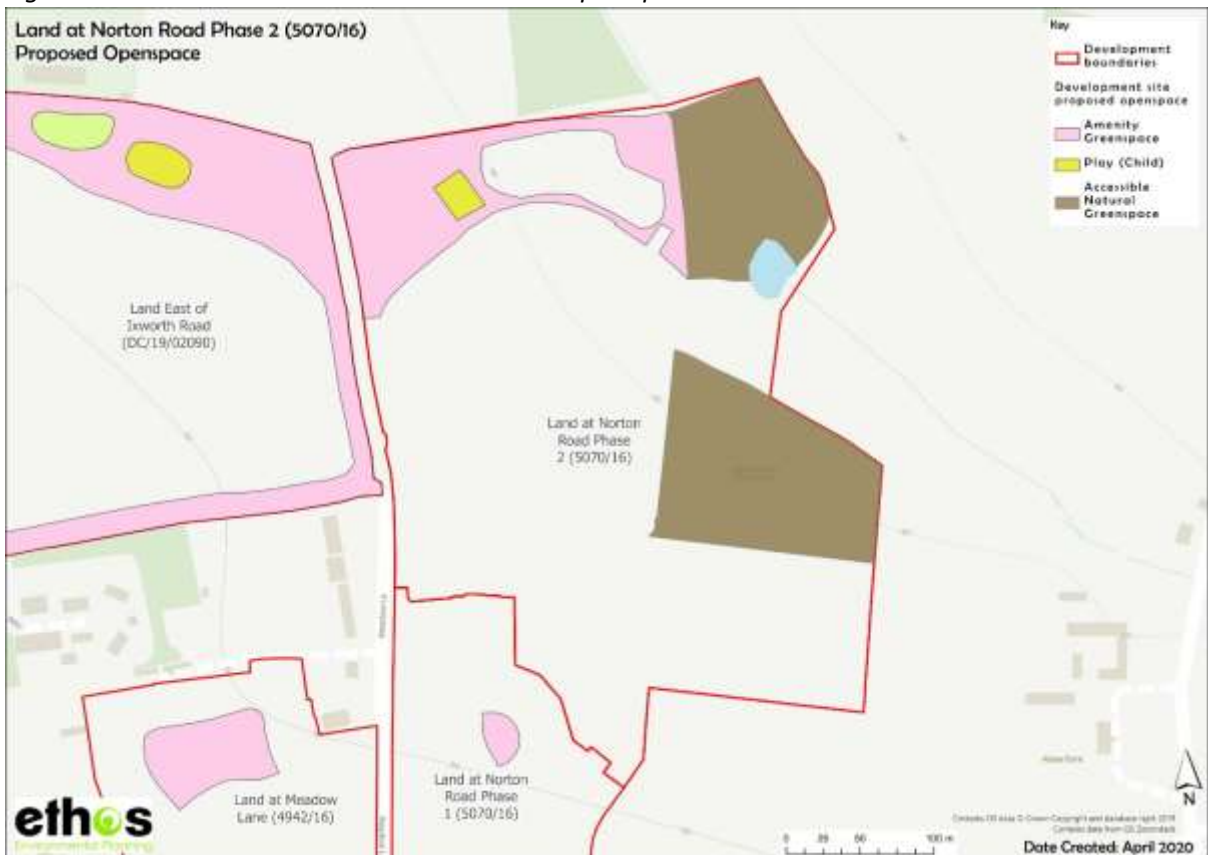 Land at Norton Road Phase 2 (5070/16)
Proposed Openspace
Key
Development
boundaries
Development site
proposed openspace
Amenity
Greenspace
Play (Child)
Accessible
Natural
Greenspace
Land East of
Ixworth Road
(DC/19/02090)
Land at Norton
Road Phase
2 (5070/16)
Land at Norton
Road Phase
1 (5070/16)
Land at Meadow
Lane (4942/16)
ethos
Environmental Planning
N
0 25 50 100 m
Date Created: April 2020